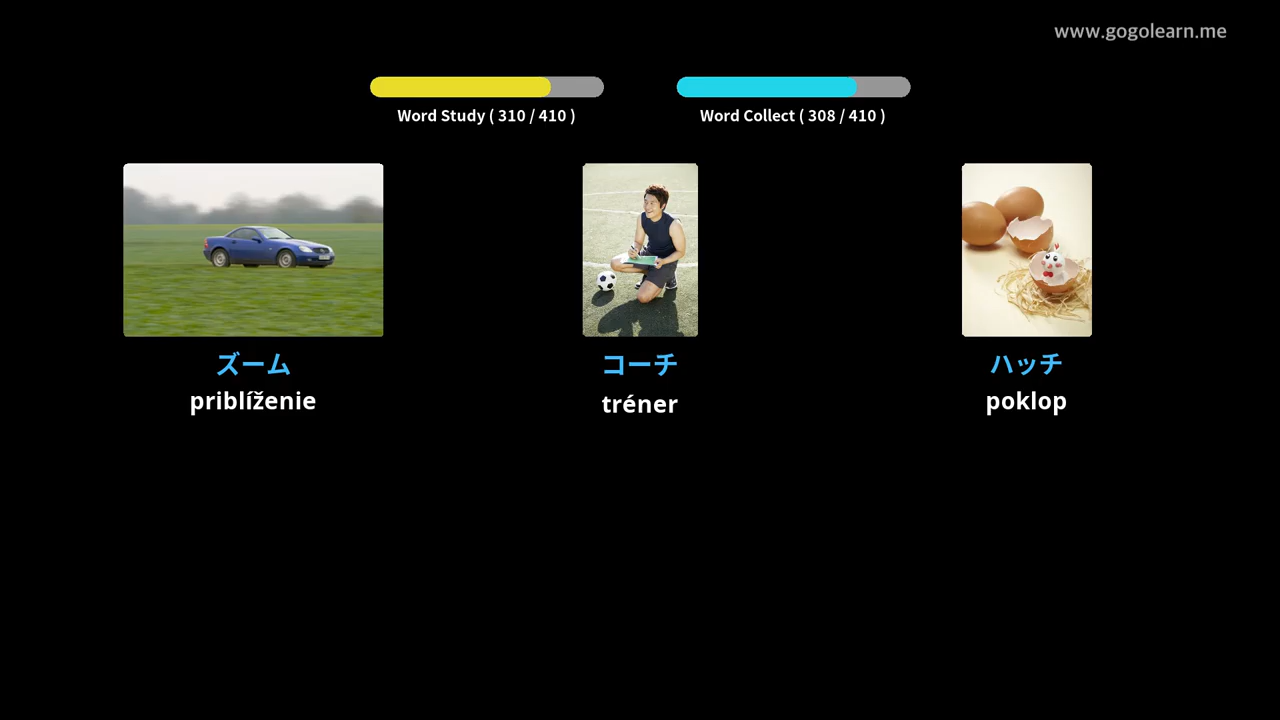 www.gogolearn.me
Word Study ( 310 / 410 )
Word Collect ( 308 / 410 )
ズーム
コーチ
ハッチ
priblíženie
tréner
poklop